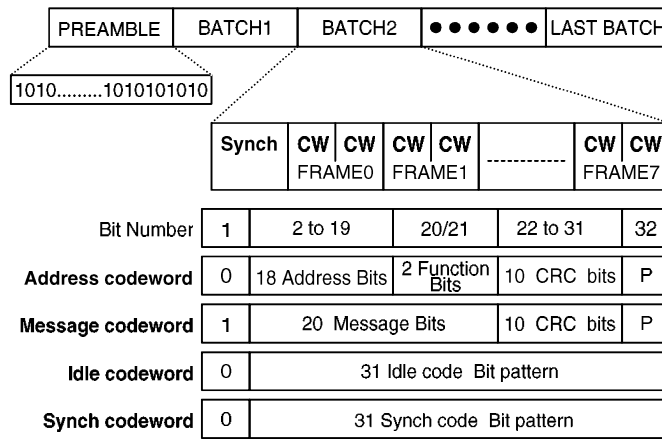 PREAMBLE BATCH1 BATCH2 ●●●●●● LAST BATCH
1010.........1010101010
Synch CW CW CW CW ------------ CW CW
FRAME0 FRAME1 FRAME7
Bit Number 1 2 to 19 20/21 22 to 31 32
Address codeword 0 18 Address Bits 2 Function Bits 10 CRC bits P
Message codeword 1 20 Message Bits 10 CRC bits P
Idle codeword 0 31 Idle code Bit pattern
Synch codeword 0 31 Synch code Bit pattern